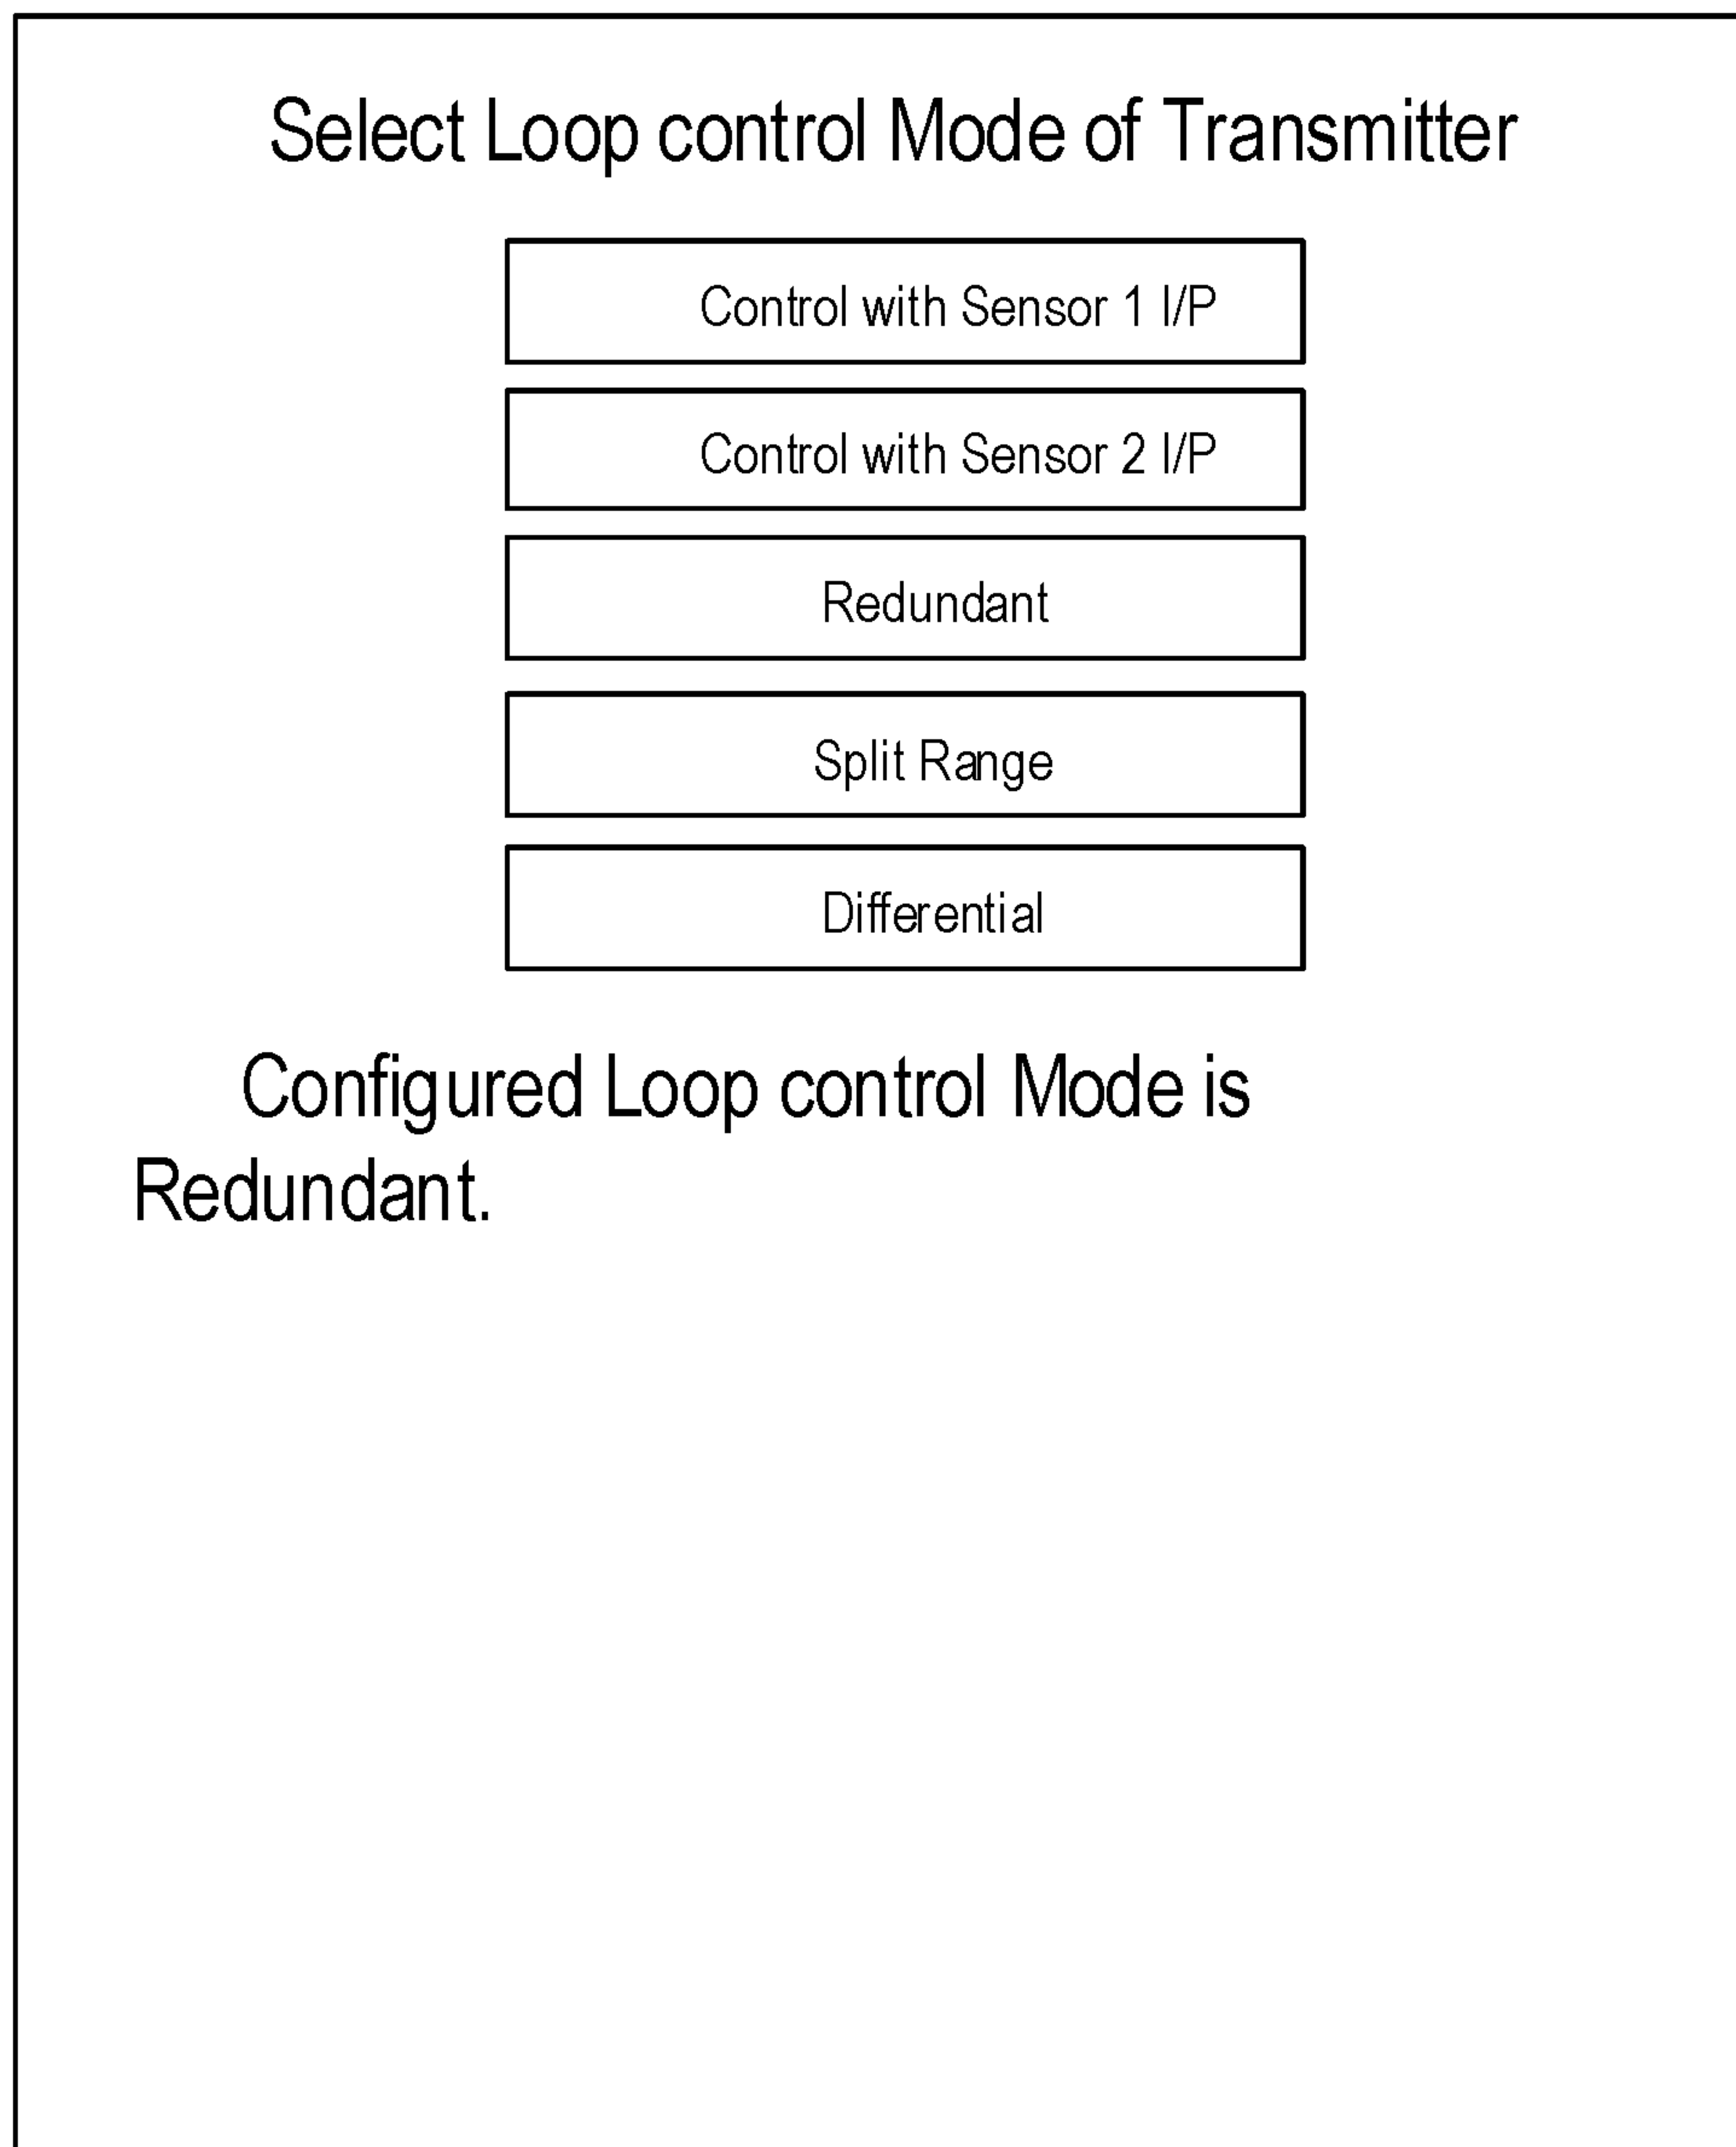 Select Loop control Mode of Transmitter
Control with Sensor 1 I/P
Control with Sensor 2 I/P
Redundant
Split Range
Differential
Configured Loop control Mode is
Redundant.